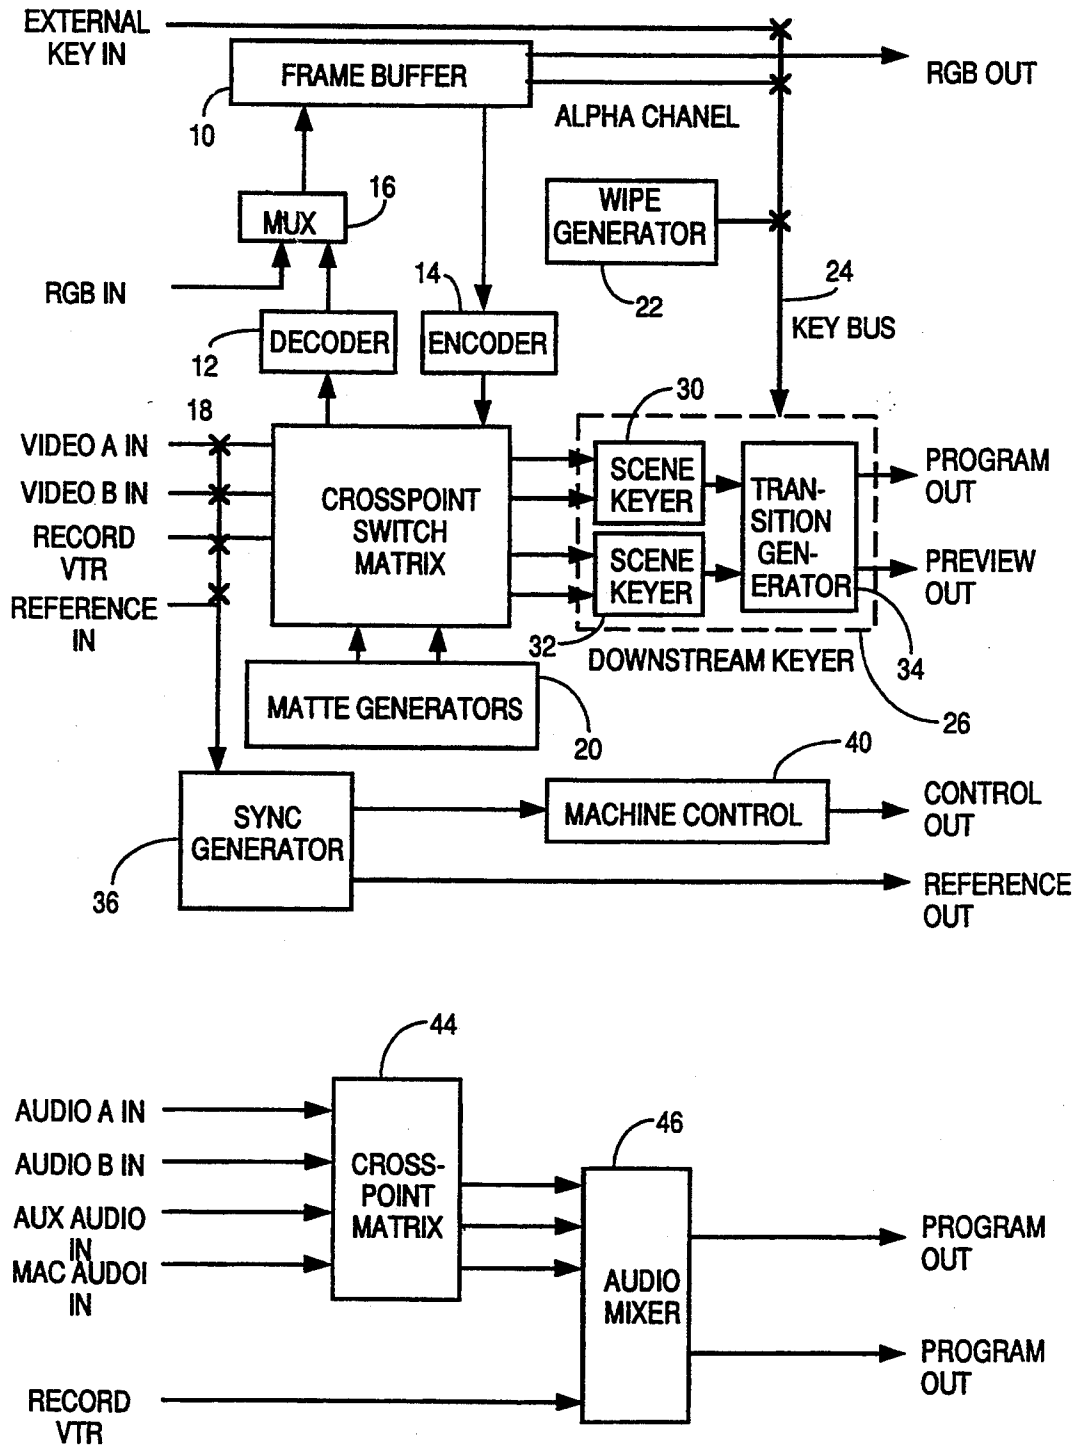 EXTERNAL
KEY IN
FRAME BUFFER
RGB OUT
10
ALPHA CHANEL
16
MUX
WIPE
GENERATOR
RGB IN
14
22
24
KEY BUS
12
DECODER
ENCODER
18
30
VIDEO A IN
VIDEO B IN
RECORD
VTR
REFERENCE
IN
CROSSPOINT
SWITCH
MATRIX
SCENE
KEYER
SCENE
KEYER
TRAN-
SITION
GEN-
ERATOR
PROGRAM
OUT
PREVIEW
OUT
32
DOWNSTREAM KEYER
34
26
MATTE GENERATORS
20
40
SYNC
GENERATOR
MACHINE CONTROL
CONTROL
OUT
36
REFERENCE
OUT
44
AUDIO A IN
AUDIO B IN
AUX AUDIO
IN
MAC AUDOI
IN
CROSS-
POINT
MATRIX
46
AUDIO
MIXER
PROGRAM
OUT
PROGRAM
OUT
RECORD
VTR